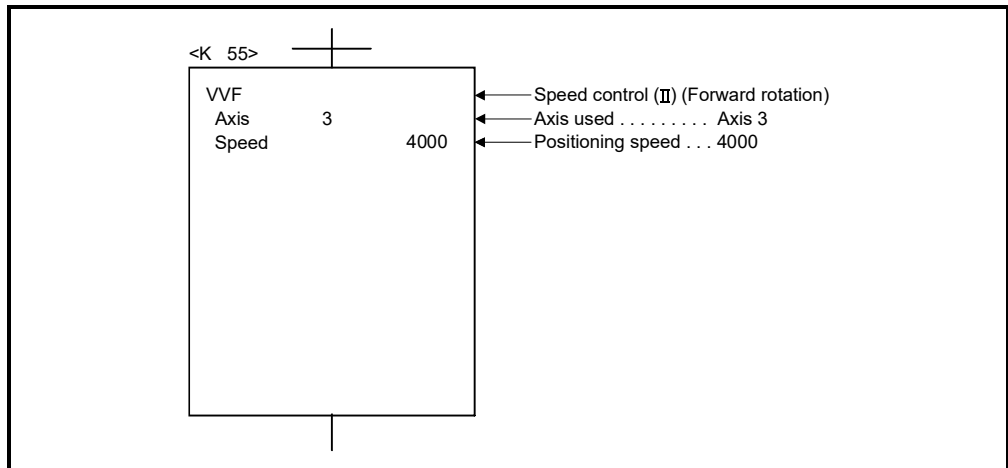 <K 55>
VVF Speed control (Ⅱ) (Forward rotation)
Axis 3 Axis used . . . . . . . . . Axis 3
Speed 4000 Positioning speed . . . 4000